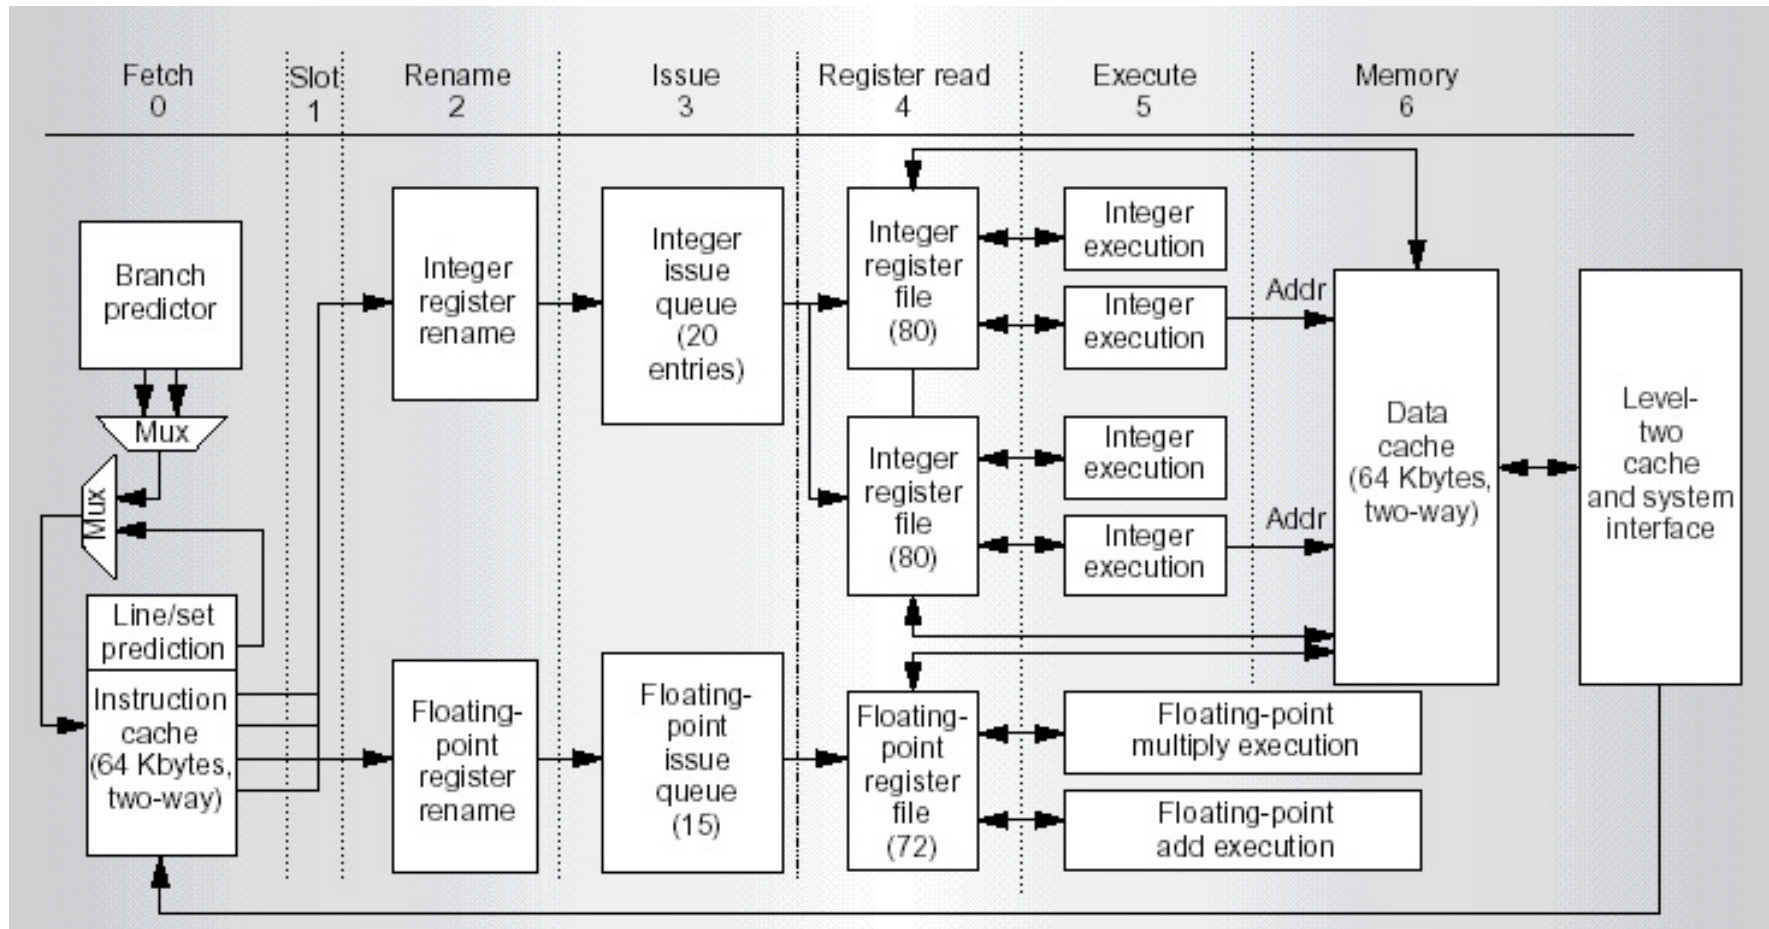 Fetch
0
Slot
1
Rename
2
Issue
3
Register read
4
Execute
5
Memory
6
Branch
predictor
Mux
Mux
Line/set
prediction
Instruction
cache
(64 Kbytes,
two-way)
Integer
register
rename
Floating-
point
register
rename
Integer
issue
queue
(20
entries)
Floating-
point
issue
queue
(15)
Integer
register
file
(80)
Integer
register
file
(80)
Floating-
point
register
file
(72)
Integer
execution
Integer
execution
Integer
execution
Integer
execution
Floating-point
multiply execution
Floating-point
add execution
Addr
Addr
Data
cache
(64 Kbytes,
two-way)
Level-
two
cache
and system
interface